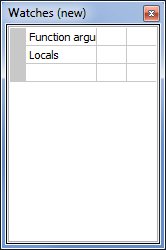 Watches (new)
Function argu
Locals